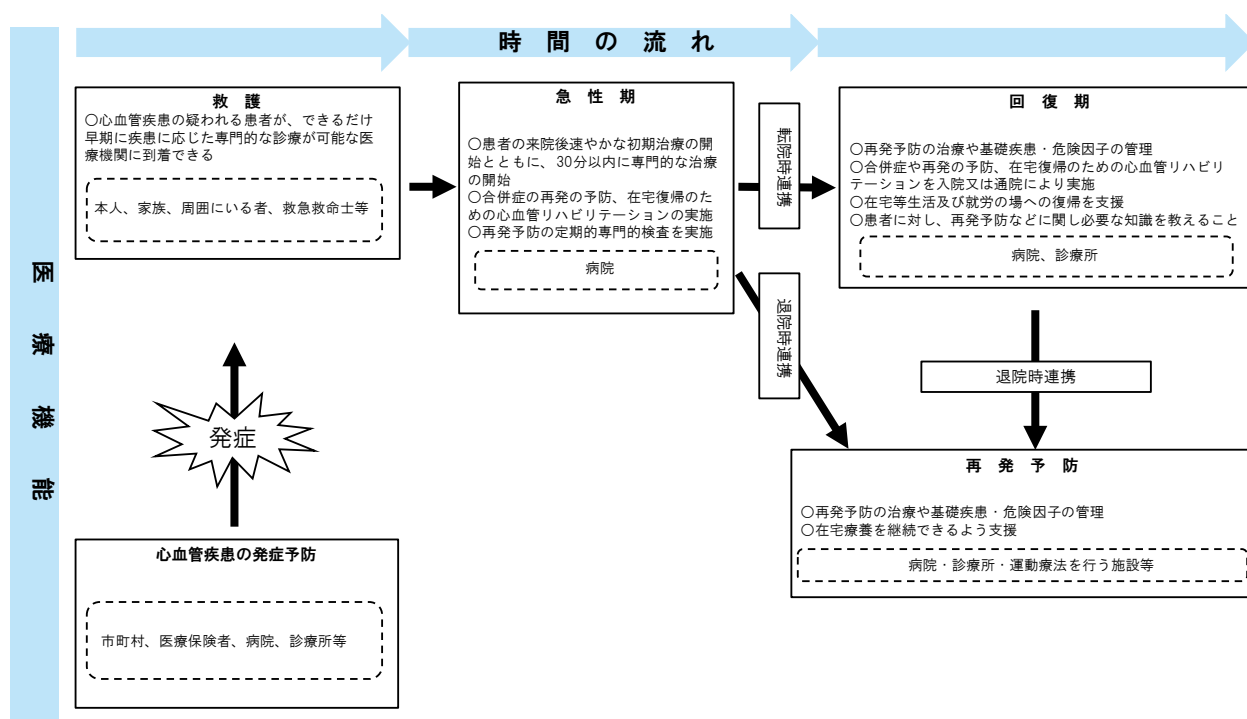 時間の流れ
医療機能
救護
○心血管疾患の疑われる患者が、できるだけ
早期に疾患に応じた専門的な診療が可能な医
療機関に到着できる
本人、家族、周囲にいる者、救急救命士等
急性期
○患者の来院後速やかな初期治療の開
始とともに、30分以内に専門的な治療
の開始
○合併症の再発の予防、在宅復帰のた
めの心血管リハビリテーションの実施
○再発予防の定期的専門的検査を実施
病院
転院時連携
回復期
○再発予防の治療や基礎疾患・危険因子の管理
○合併症や再発の予防、在宅復帰のための心血管リハビリ
テーションを入院又は通院により実施
○在宅等生活及び就労の場への復帰を支援
○患者に対し、再発予防などに関し必要な知識を教えること
病院、診療所
退院時連携
退院時連携
発症
再発予防
○再発予防の治療や基礎疾患・危険因子の管理
○在宅療養を継続できるよう支援
病院・診療所・運動療法を行う施設等
心血管疾患の発症予防
市町村、医療保険者、病院、診療所等